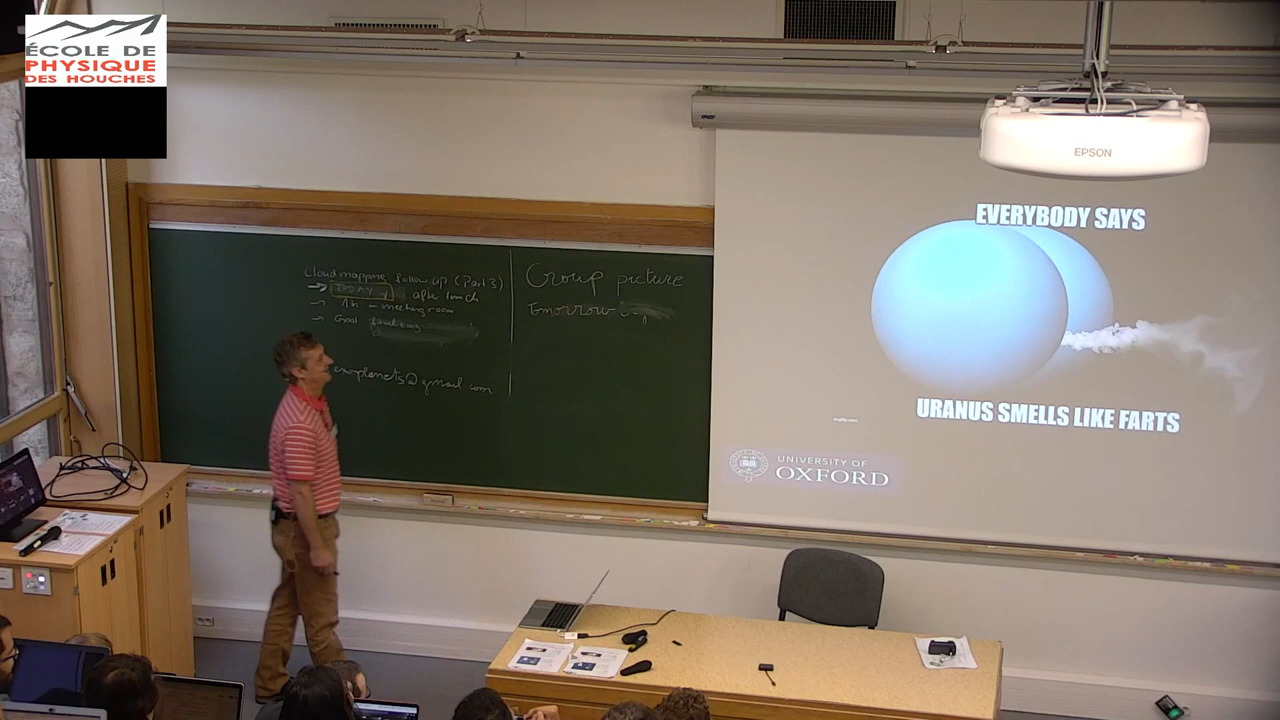 ÉCOLE DE
PHYSIQUE
DES HOUCHES
EPSON
Cloud mapping follow up (Part 3)
after lunch
1h - meeting room
Goal
exoplanets@gmail com
Group picture
Tomorrow
EVERYBODY SAYS
URANUS SMELLS LIKE FARTS
UNIVERSITY OF
OXFORD